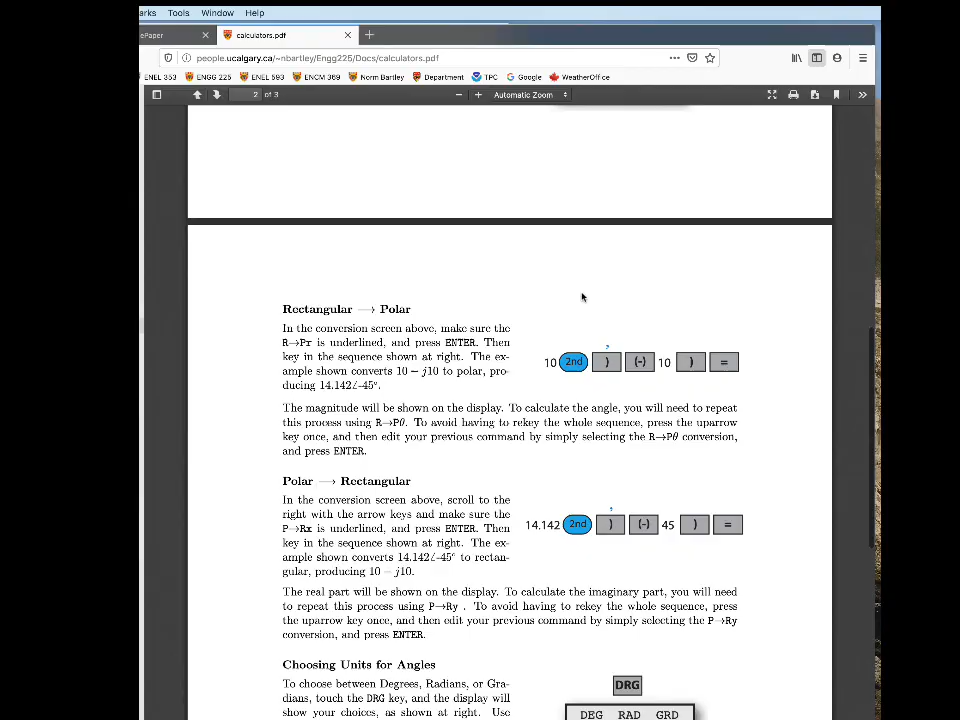 arks Tools Window Help
ePaper × calculators.pdf × +
people.ucalgary.ca/~nbartley/Engg225/Docs/calculators.pdf
ENEL 353 ENGG 225 ENEL 593 ENCM 369 Norm Bartley Department TPC Google WeatherOffice
2 of 3 − + Automatic Zoom
Rectangular ⟶ Polar
In the conversion screen above, make sure the
R→Pr is underlined, and press ENTER. Then
key in the sequence shown at right. The ex-
ample shown converts 10 − j10 to polar, pro-
ducing 14.142∠-45°.
,
10 2nd ) (-) 10 ) =
The magnitude will be shown on the display. To calculate the angle, you will need to repeat
this process using R→Pθ. To avoid having to rekey the whole sequence, press the uparrow
key once, and then edit your previous command by simply selecting the R→Pθ conversion,
and press ENTER.
Polar ⟶ Rectangular
In the conversion screen above, scroll to the
right with the arrow keys and make sure the
P→Rx is underlined, and press ENTER. Then
key in the sequence shown at right. The ex-
ample shown converts 14.142∠-45° to rectan-
gular, producing 10 − j10.
,
14.142 2nd ) (-) 45 ) =
The real part will be shown on the display. To calculate the imaginary part, you will need
to repeat this process using P→Ry . To avoid having to rekey the whole sequence, press
the uparrow key once, and then edit your previous command by simply selecting the P→Ry
conversion, and press ENTER.
Choosing Units for Angles
To choose between Degrees, Radians, or Gra-
dians, touch the DRG key, and the display will
show your choices, as shown at right. Use
DRG
DEG RAD GRD